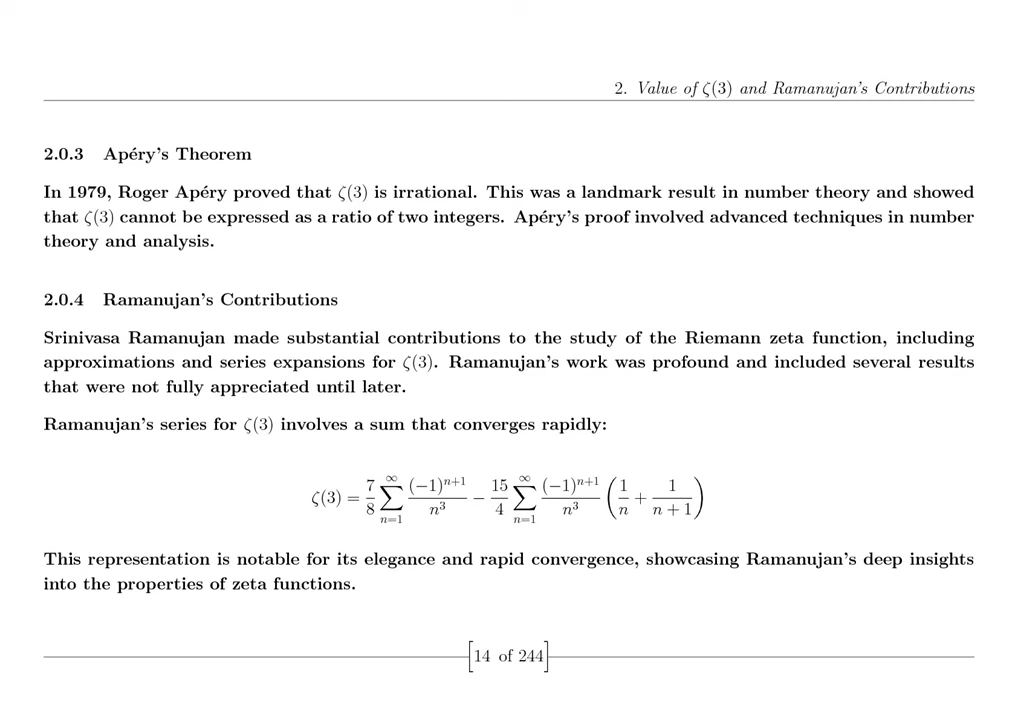 2. Value of ζ(3) and Ramanujan's Contributions
2.0.3 Apéry's Theorem
In 1979, Roger Apéry proved that ζ(3) is irrational. This was a landmark result in number theory and showed
that ζ(3) cannot be expressed as a ratio of two integers. Apéry's proof involved advanced techniques in number
theory and analysis.
2.0.4 Ramanujan's Contributions
Srinivasa Ramanujan made substantial contributions to the study of the Riemann zeta function, including
approximations and series expansions for ζ(3). Ramanujan's work was profound and included several results
that were not fully appreciated until later.
Ramanujan's series for ζ(3) involves a sum that converges rapidly:
ζ(3) = 7/8 ∑_{n=1}^{∞} (−1)^{n+1}/n^3 − 15/4 ∑_{n=1}^{∞} (−1)^{n+1}/n^3 (1/n + 1/(n+1))
This representation is notable for its elegance and rapid convergence, showcasing Ramanujan's deep insights
into the properties of zeta functions.
[14 of 244]